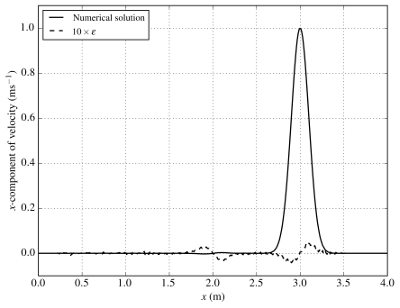 Numerical solution
10 × ε
1.0
0.8
0.6
0.4
0.2
0.0
x-component of velocity (ms⁻¹)
0.0 0.5 1.0 1.5 2.0 2.5 3.0 3.5 4.0
x (m)